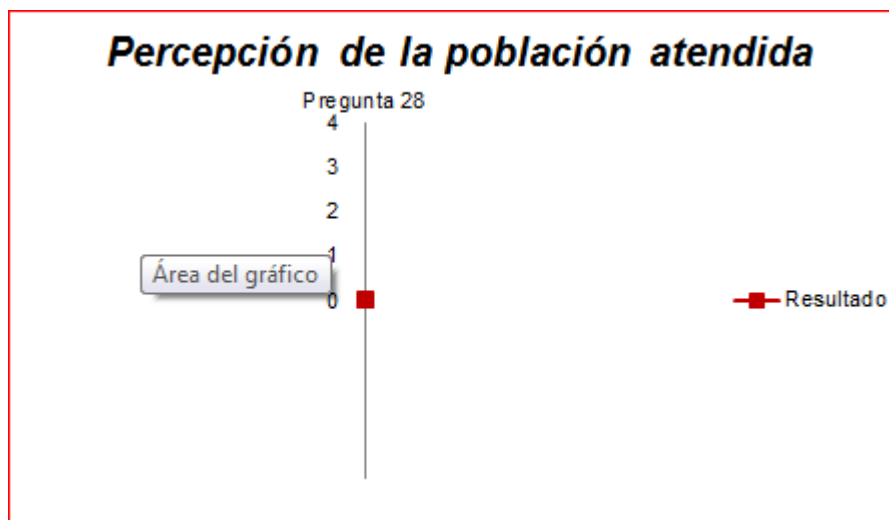 Percepción de la población atendida
Pregunta 28
4
3
2
1
Área del gráfico
0
Resultado